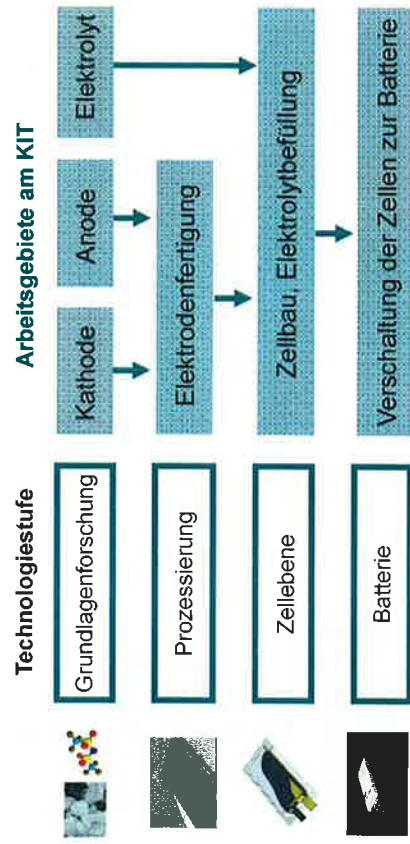 Technologiestufe
Arbeitsgebiete am KIT
Grundlagenforschung
Kathode
Anode
Elektrolyt
Prozessierung
Elektrodenfertigung
Zellebene
Zellbau, Elektrolytbefüllung
Batterie
Verschaltung der Zellen zur Batterie